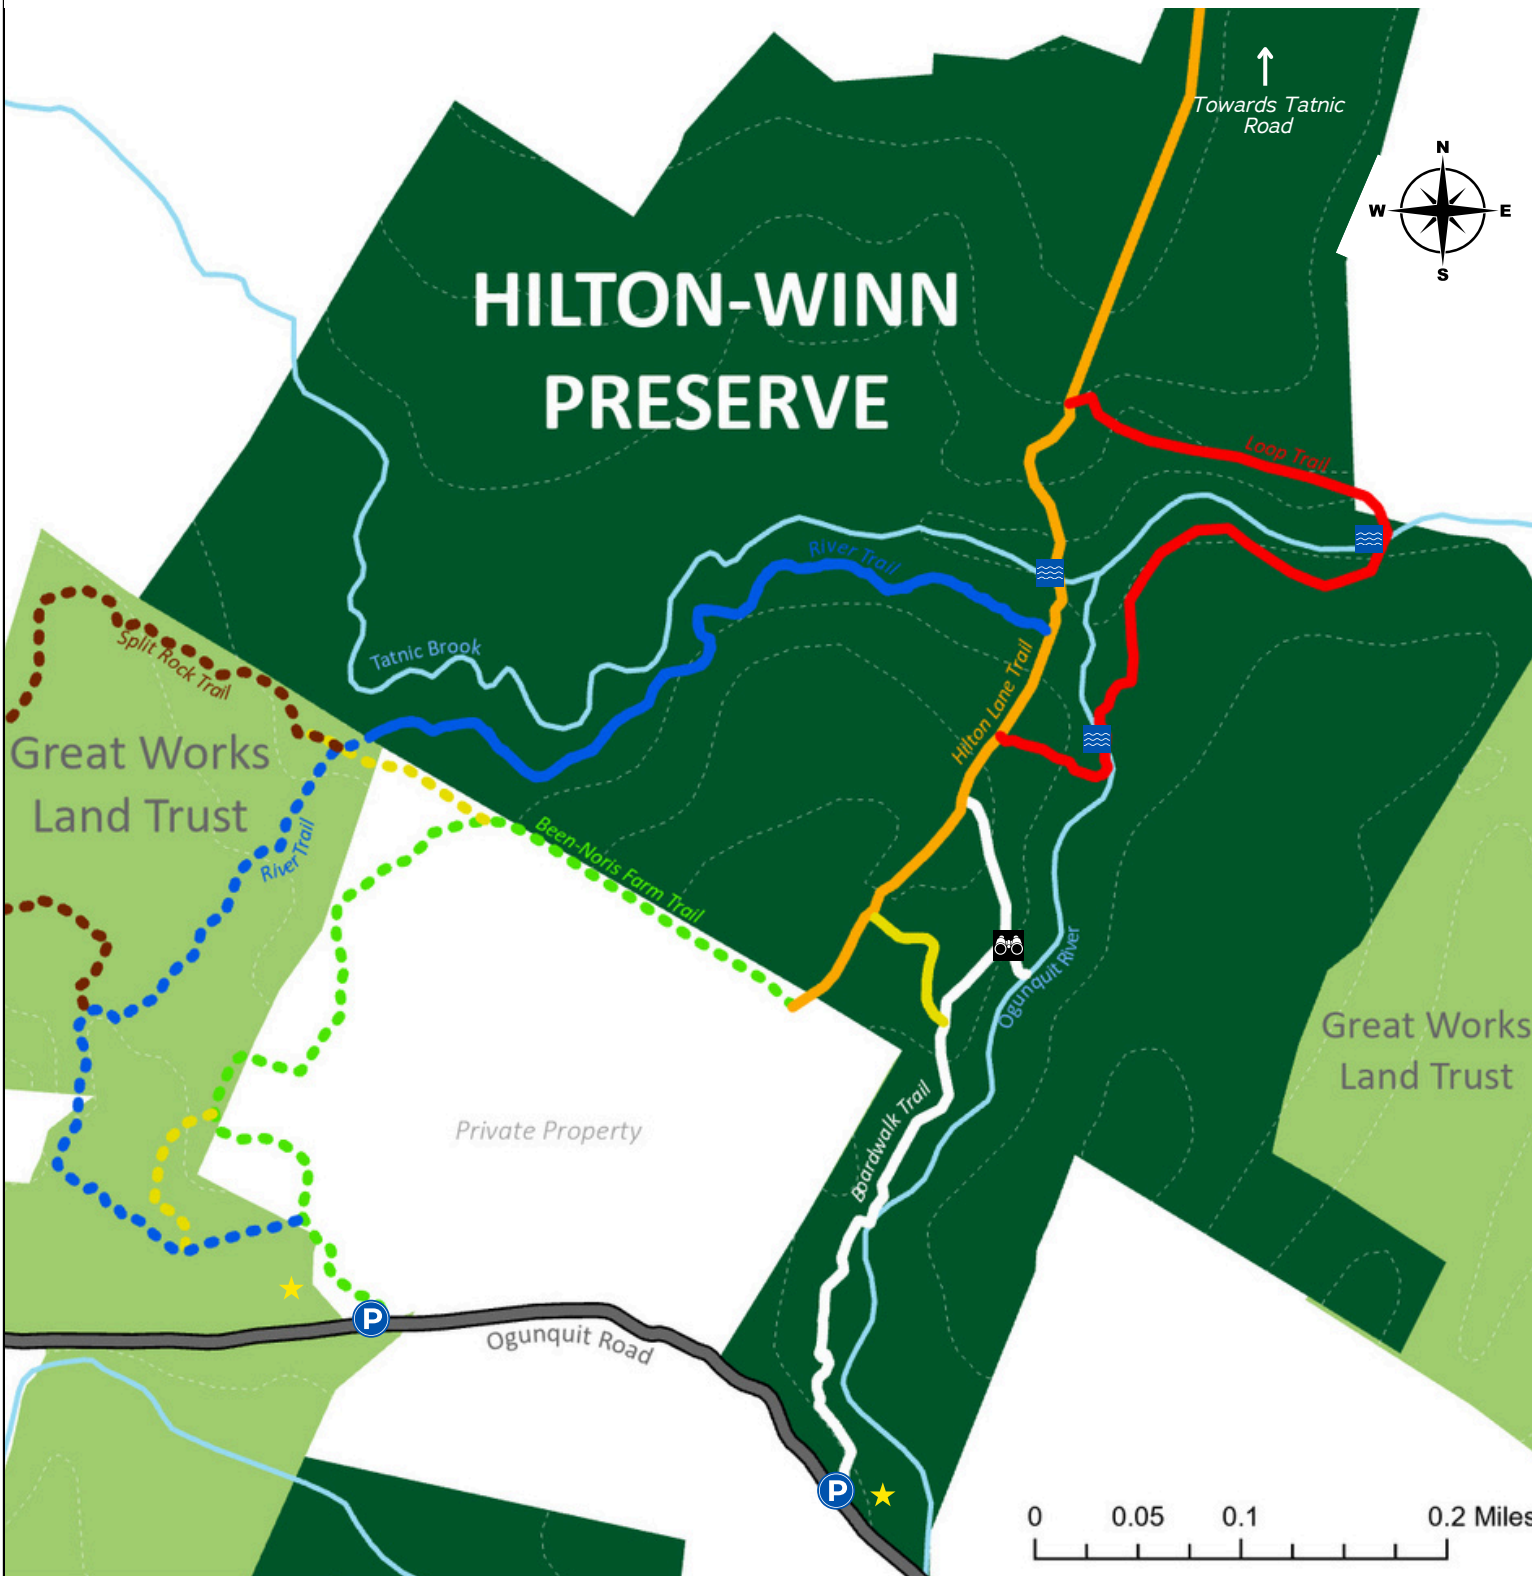 Towards Tatnic
Road
N
W
E
S
HILTON-WINN
PRESERVE
Loop Trail
River Trail
Split Rock Trail
Tatnic Brook
Hilton Lane Trail
Great Works
Land Trust
River Trail
Been-Noris Farm Trail
Ogunquit River
Great Works
Land Trust
Private Property
Boardwalk Trail
P
Ogunquit Road
P
0 0.05 0.1 0.2 Miles